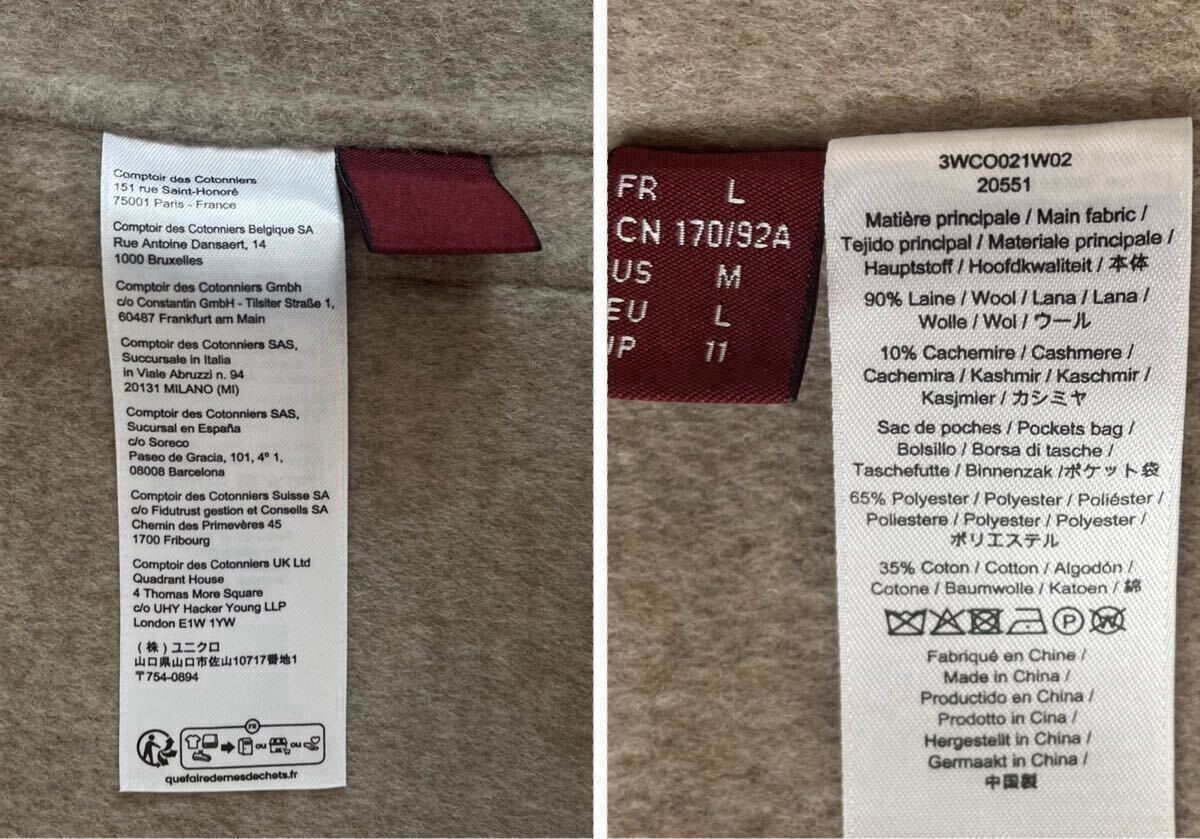 Comptoir des Cotonniers
151 rue Saint-Honoré
75001 Paris - France
Comptoir des Cotonniers Belgique SA
Rue Antoine Dansaert, 14
1000 Bruxelles
Comptoir des Cotonniers Gmbh
c/o Constantin GmbH - Tilsiter Straße 1,
60487 Frankfurt am Main
Comptoir des Cotonniers SAS,
Succursale in Italia
in Viale Abruzzi n. 94
20131 MILANO (MI)
Comptoir des Cotonniers SAS,
Sucursal en España
c/o Soreco
Paseo de Gracia, 101, 4º 1,
08008 Barcelona
Comptoir des Cotonniers Suisse SA
c/o Fidutrust gestion et Conseils SA
Chemin des Primevères 45
1700 Fribourg
Comptoir des Cotonniers UK Ltd
Quadrant House
4 Thomas More Square
c/o UHY Hacker Young LLP
London E1W 1YW
(株)ユニクロ
山口県山口市佐山10717番地1
〒754-0894
FR
ou ou
quefairedemesdechets.fr
FR L
CN 170/92A
US M
EU L
JP 11
3WCO021W02
20551
Matière principale / Main fabric /
Tejido principal / Materiale principale /
Hauptstoff / Hoofdkwaliteit / 本体
90% Laine / Wool / Lana / Lana /
Wolle / Wol / ウール
10% Cachemire / Cashmere /
Cachemira / Kashmir / Kaschmir /
Kasjmier / カシミヤ
Sac de poches / Pockets bag /
Bolsillo / Borsa di tasche /
Taschefutte / Binnenzak /ポケット袋
65% Polyester / Polyester / Poliéster /
Poliestere / Polyester / Polyester /
ポリエステル
35% Coton / Cotton / Algodón /
Cotone / Baumwolle / Katoen / 綿
P W
Fabriqué en Chine /
Made in China /
Productido en China /
Prodotto in Cina /
Hergestellt in China /
Germaakt in China /
中国製